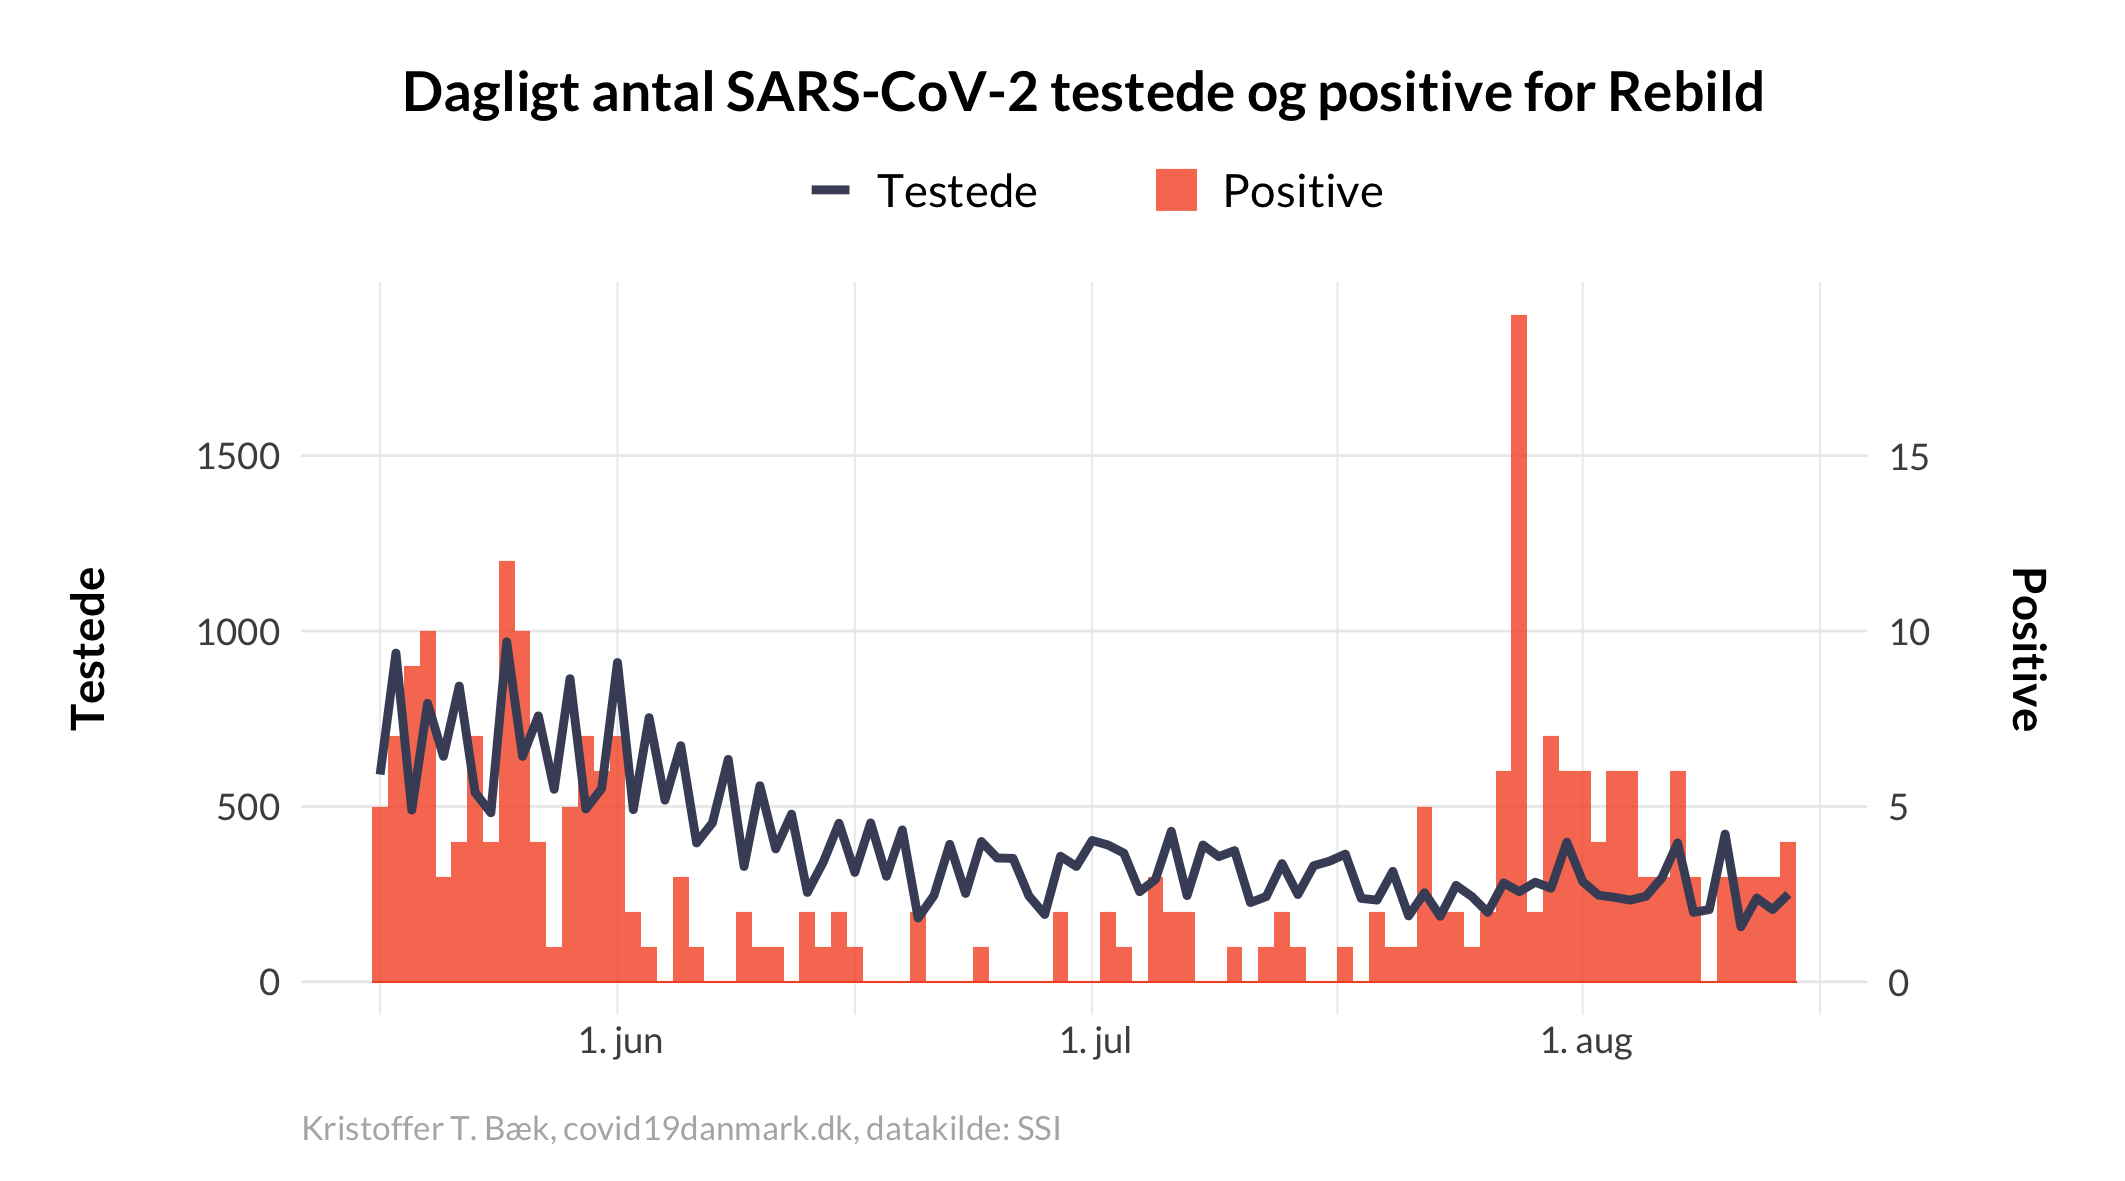 Dagligt antal SARS-CoV-2 testede og positive for Rebild
Testede
Positive
1500
1000
500
0
15
10
5
0
Testede
Positive
1. jun
1. jul
1. aug
Kristoffer T. Bæk, covid19danmark.dk, datakilde: SSI